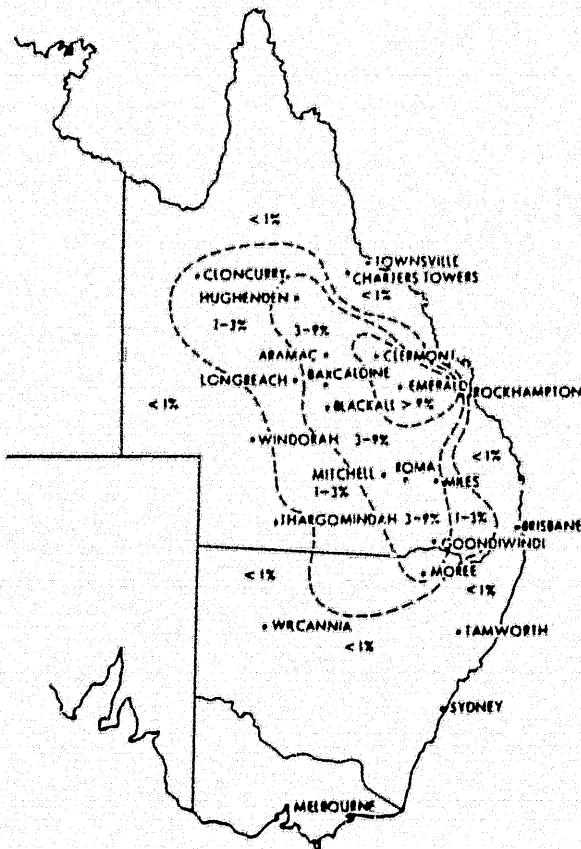 <1%
TOWNSVILLE
CLONCURRY
CHARTERS TOWERS
<1%
HUGHENDEN
1-3%
3-9%
ARAMAC
CLERMONT
BARCALDINE
LONGREACH
EMERALD
ROCKHAMPTON
<1%
BLACKALL >9%
WINDORAH 3-9%
<1%
ROMA
MITCHELL
MILES
1-3%
THARGOMINDAH 3-9% 1-3%
BRISBANE
GOONDIWINDI
<1%
MOREE
<1%
WILCANNIA
TAMWORTH
<1%
SYDNEY
MELBOURNE